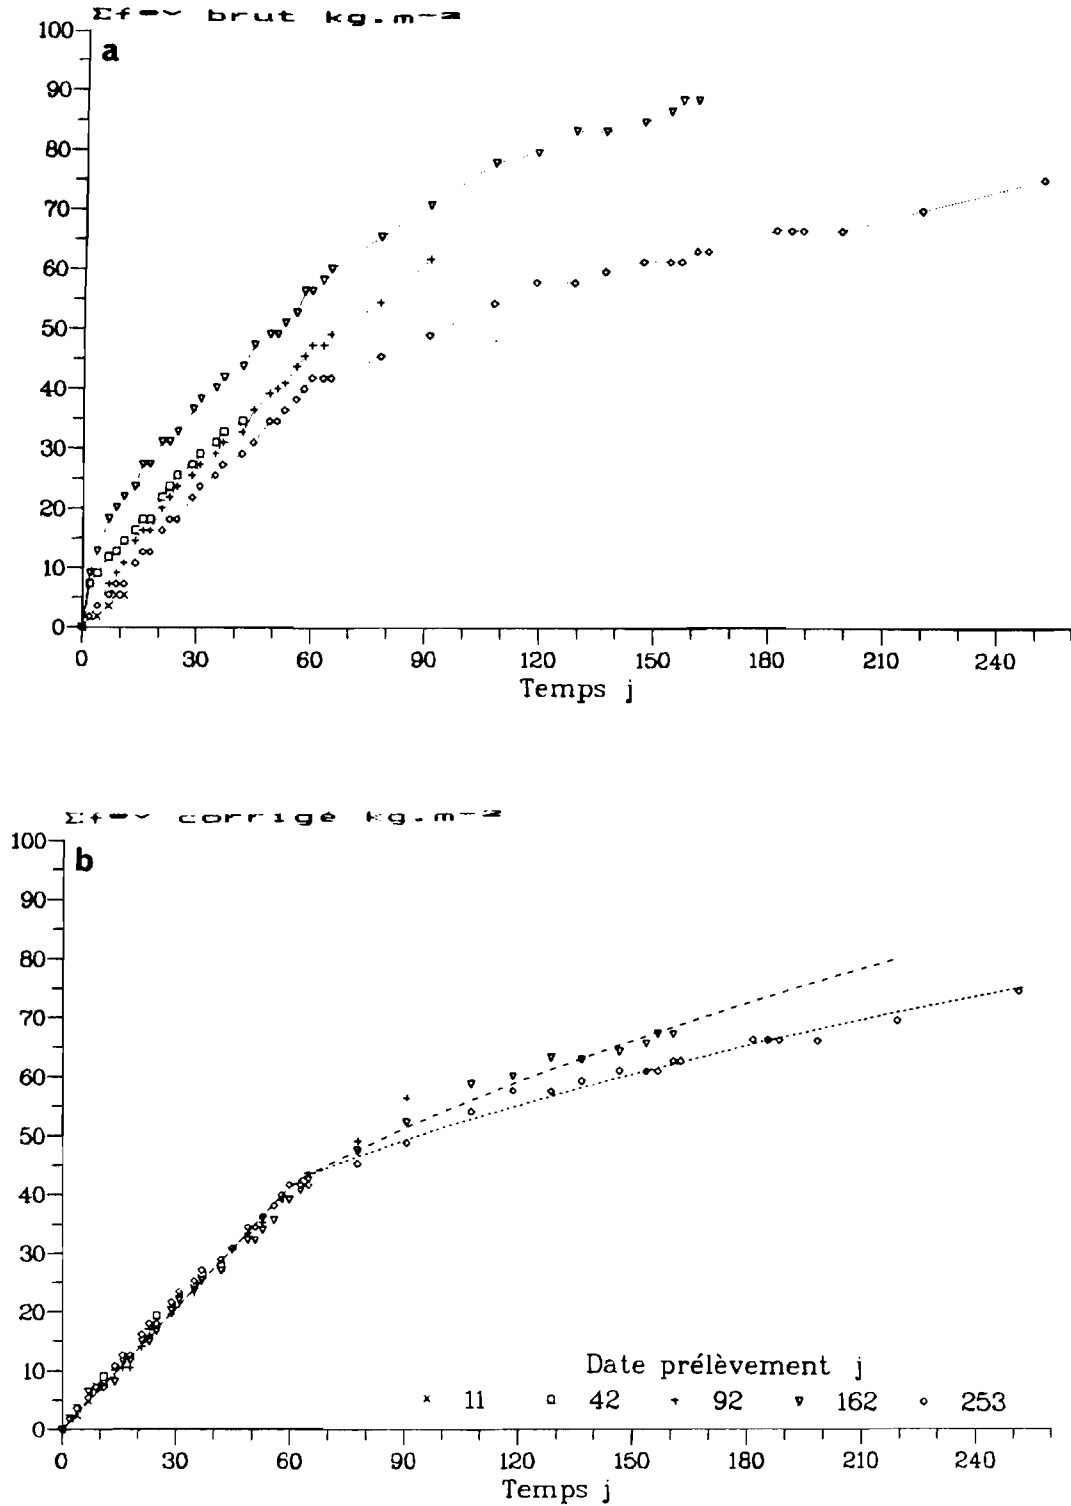 Σf=v brut kg.m⁻²
a
100
90
80
70
60
50
40
30
20
10
0
0 30 60 90 120 150 180 210 240
Temps j
Σf=v corrigé kg.m⁻²
b
100
90
80
70
60
50
40
30
20
10
0
Date prélèvement j
11 42 92 162 253
0 30 60 90 120 150 180 210 240
Temps j